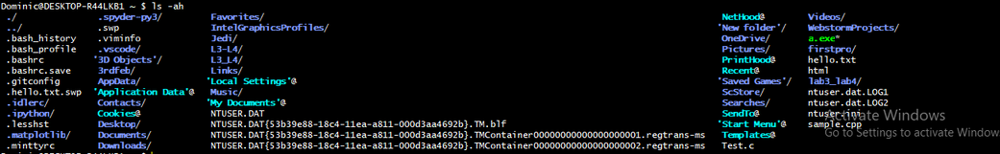 Dominic@DESKTOP-R44LKB1 ~ $ ls -ah
./ .spyder-py3/ Favorites/ NetHood@ Videos/
../ .swp IntelGraphicsProfiles/ 'New folder'/ WebstormProjects/
.bash_history .viminfo Jedi/ OneDrive/ a.exe*
.bash_profile .vscode/ L3-L4/ Pictures/ firstpro/
.bashrc '3D Objects'/ L3_L4/ PrintHood@ hello.txt
.bashrc.save 3rdfeb/ Links/ Recent@ html
.gitconfig AppData/ 'Local Settings'@ 'Saved Games'/ lab3_lab4/
.hello.txt.swp 'Application Data'@ Music/ ScStore/ ntuser.dat.LOG1
.idlerc/ Contacts/ 'My Documents'@ Searches/ ntuser.dat.LOG2
.ipython/ Cookies@ NTUSER.DAT SendTo@ ntuser.ini
.lesshst Desktop/ NTUSER.DAT{53b39e88-18c4-11ea-a811-000d3aa4692b}.TM.blf 'Start Menu'@ sample.cpp
.matplotlib/ Documents/ NTUSER.DAT{53b39e88-18c4-11ea-a811-000d3aa4692b}.TMContainer00000000000000000001.regtrans-ms Templates@
.minttyrc Downloads/ NTUSER.DAT{53b39e88-18c4-11ea-a811-000d3aa4692b}.TMContainer00000000000000000002.regtrans-ms Test.c
Activate Windows
Go to Settings to activate Window